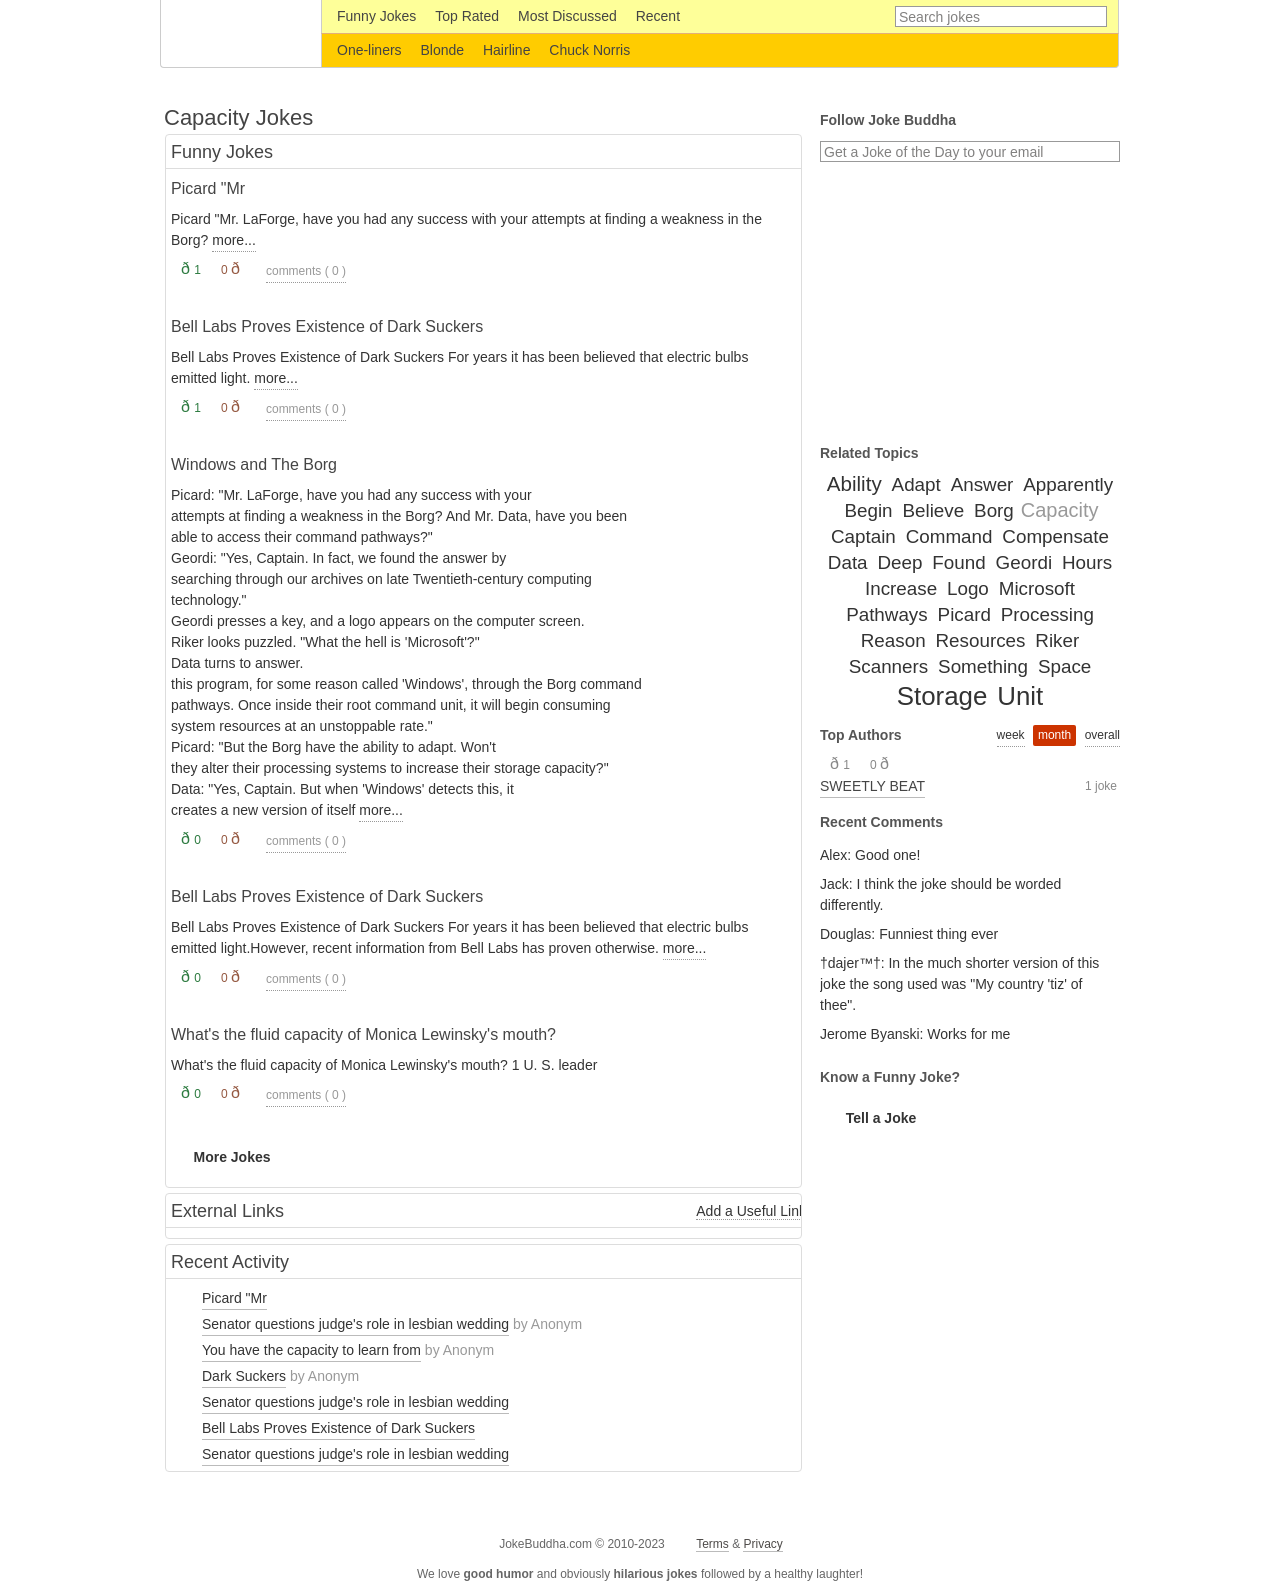 Funny Jokes Top Rated Most Discussed Recent Search jokes
One-liners Blonde Hairline Chuck Norris
Capacity Jokes
Funny Jokes
Picard "Mr
Picard "Mr. LaForge, have you had any success with your attempts at finding a weakness in the
Borg? more...
ð 1 0 ð comments ( 0 )
Bell Labs Proves Existence of Dark Suckers
Bell Labs Proves Existence of Dark Suckers For years it has been believed that electric bulbs
emitted light. more...
ð 1 0 ð comments ( 0 )
Windows and The Borg
Picard: "Mr. LaForge, have you had any success with your
attempts at finding a weakness in the Borg? And Mr. Data, have you been
able to access their command pathways?"
Geordi: "Yes, Captain. In fact, we found the answer by
searching through our archives on late Twentieth-century computing
technology."
Geordi presses a key, and a logo appears on the computer screen.
Riker looks puzzled. "What the hell is 'Microsoft'?"
Data turns to answer.
this program, for some reason called 'Windows', through the Borg command
pathways. Once inside their root command unit, it will begin consuming
system resources at an unstoppable rate."
Picard: "But the Borg have the ability to adapt. Won't
they alter their processing systems to increase their storage capacity?"
Data: "Yes, Captain. But when 'Windows' detects this, it
creates a new version of itself more...
ð 0 0 ð comments ( 0 )
Bell Labs Proves Existence of Dark Suckers
Bell Labs Proves Existence of Dark Suckers For years it has been believed that electric bulbs
emitted light.However, recent information from Bell Labs has proven otherwise. more...
ð 0 0 ð comments ( 0 )
What's the fluid capacity of Monica Lewinsky's mouth?
What's the fluid capacity of Monica Lewinsky's mouth? 1 U. S. leader
ð 0 0 ð comments ( 0 )
More Jokes
External Links Add a Useful Link
Recent Activity
Picard "Mr
Senator questions judge's role in lesbian wedding by Anonym
You have the capacity to learn from by Anonym
Dark Suckers by Anonym
Senator questions judge's role in lesbian wedding
Bell Labs Proves Existence of Dark Suckers
Senator questions judge's role in lesbian wedding
Follow Joke Buddha
Get a Joke of the Day to your email
Related Topics
Ability Adapt Answer Apparently
Begin Believe Borg Capacity
Captain Command Compensate
Data Deep Found Geordi Hours
Increase Logo Microsoft
Pathways Picard Processing
Reason Resources Riker
Scanners Something Space
Storage Unit
Top Authors week month overall
ð 1 0 ð
SWEETLY BEAT 1 joke
Recent Comments
Alex: Good one!
Jack: I think the joke should be worded
differently.
Douglas: Funniest thing ever
†dajer™†: In the much shorter version of this
joke the song used was "My country 'tiz' of
thee".
Jerome Byanski: Works for me
Know a Funny Joke?
Tell a Joke
JokeBuddha.com © 2010-2023 Terms & Privacy
We love good humor and obviously hilarious jokes followed by a healthy laughter!